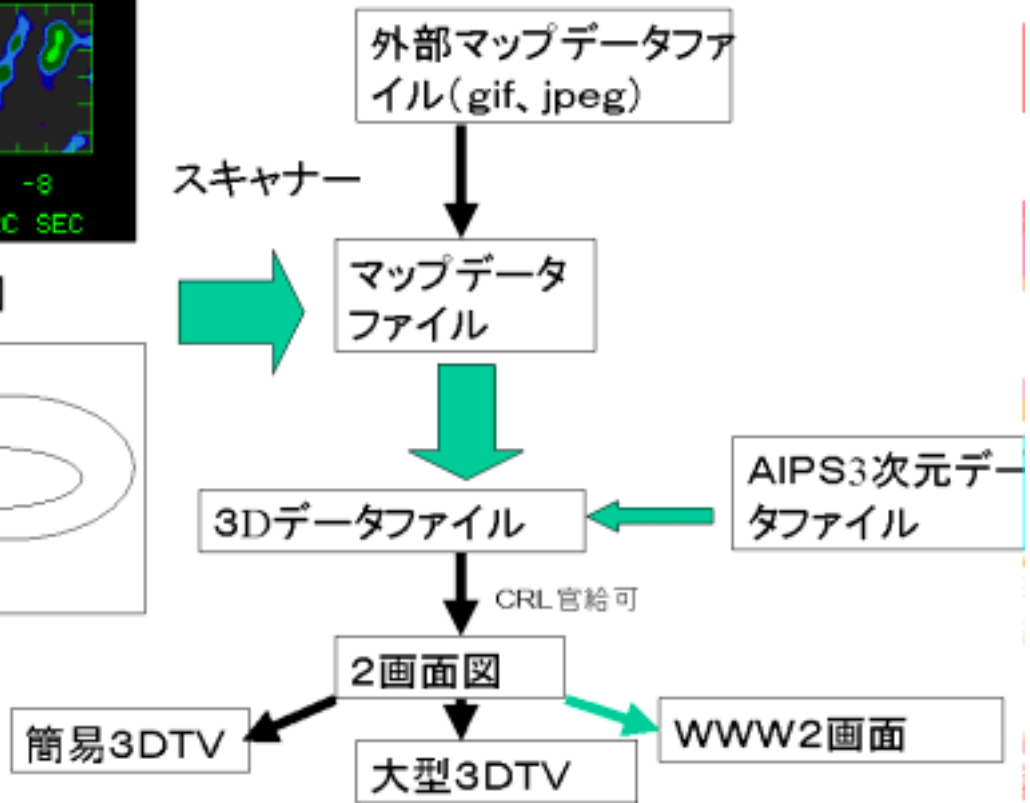 外部マップデータファ
イル(gif、jpeg)
-8
SEC
スキャナー
マップデータ
ファイル
AIPS3次元デー
タファイル
3Dデータファイル
CRL官給可
2画面図
簡易3DTV
大型3DTV
WWW2画面